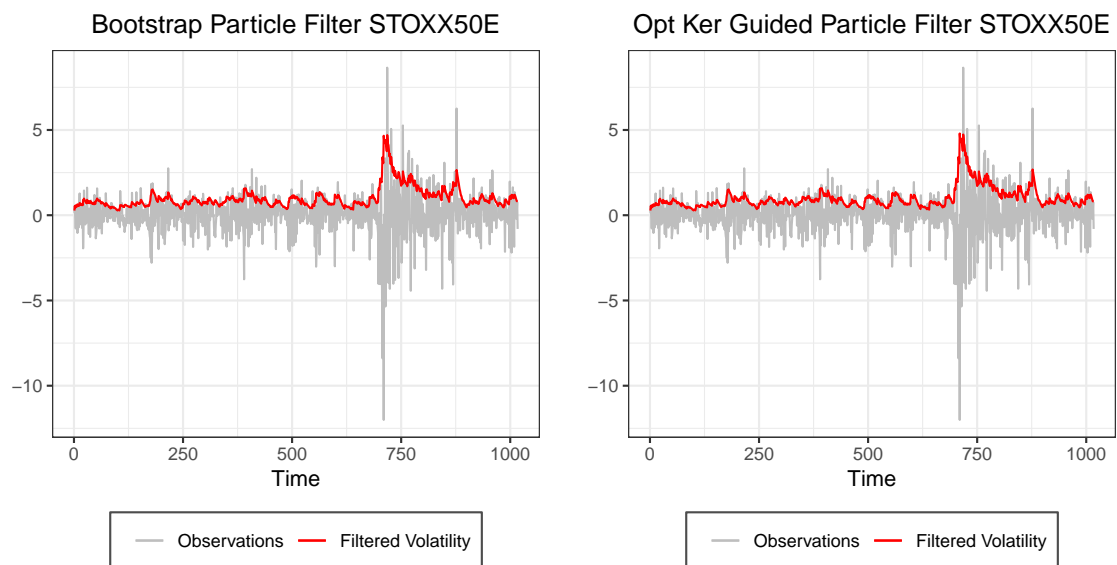 Bootstrap Particle Filter STOXX50E
5
0
−5
−10
0 250 500 750 1000
Time
Observations Filtered Volatility
Opt Ker Guided Particle Filter STOXX50E
5
0
−5
−10
0 250 500 750 1000
Time
Observations Filtered Volatility